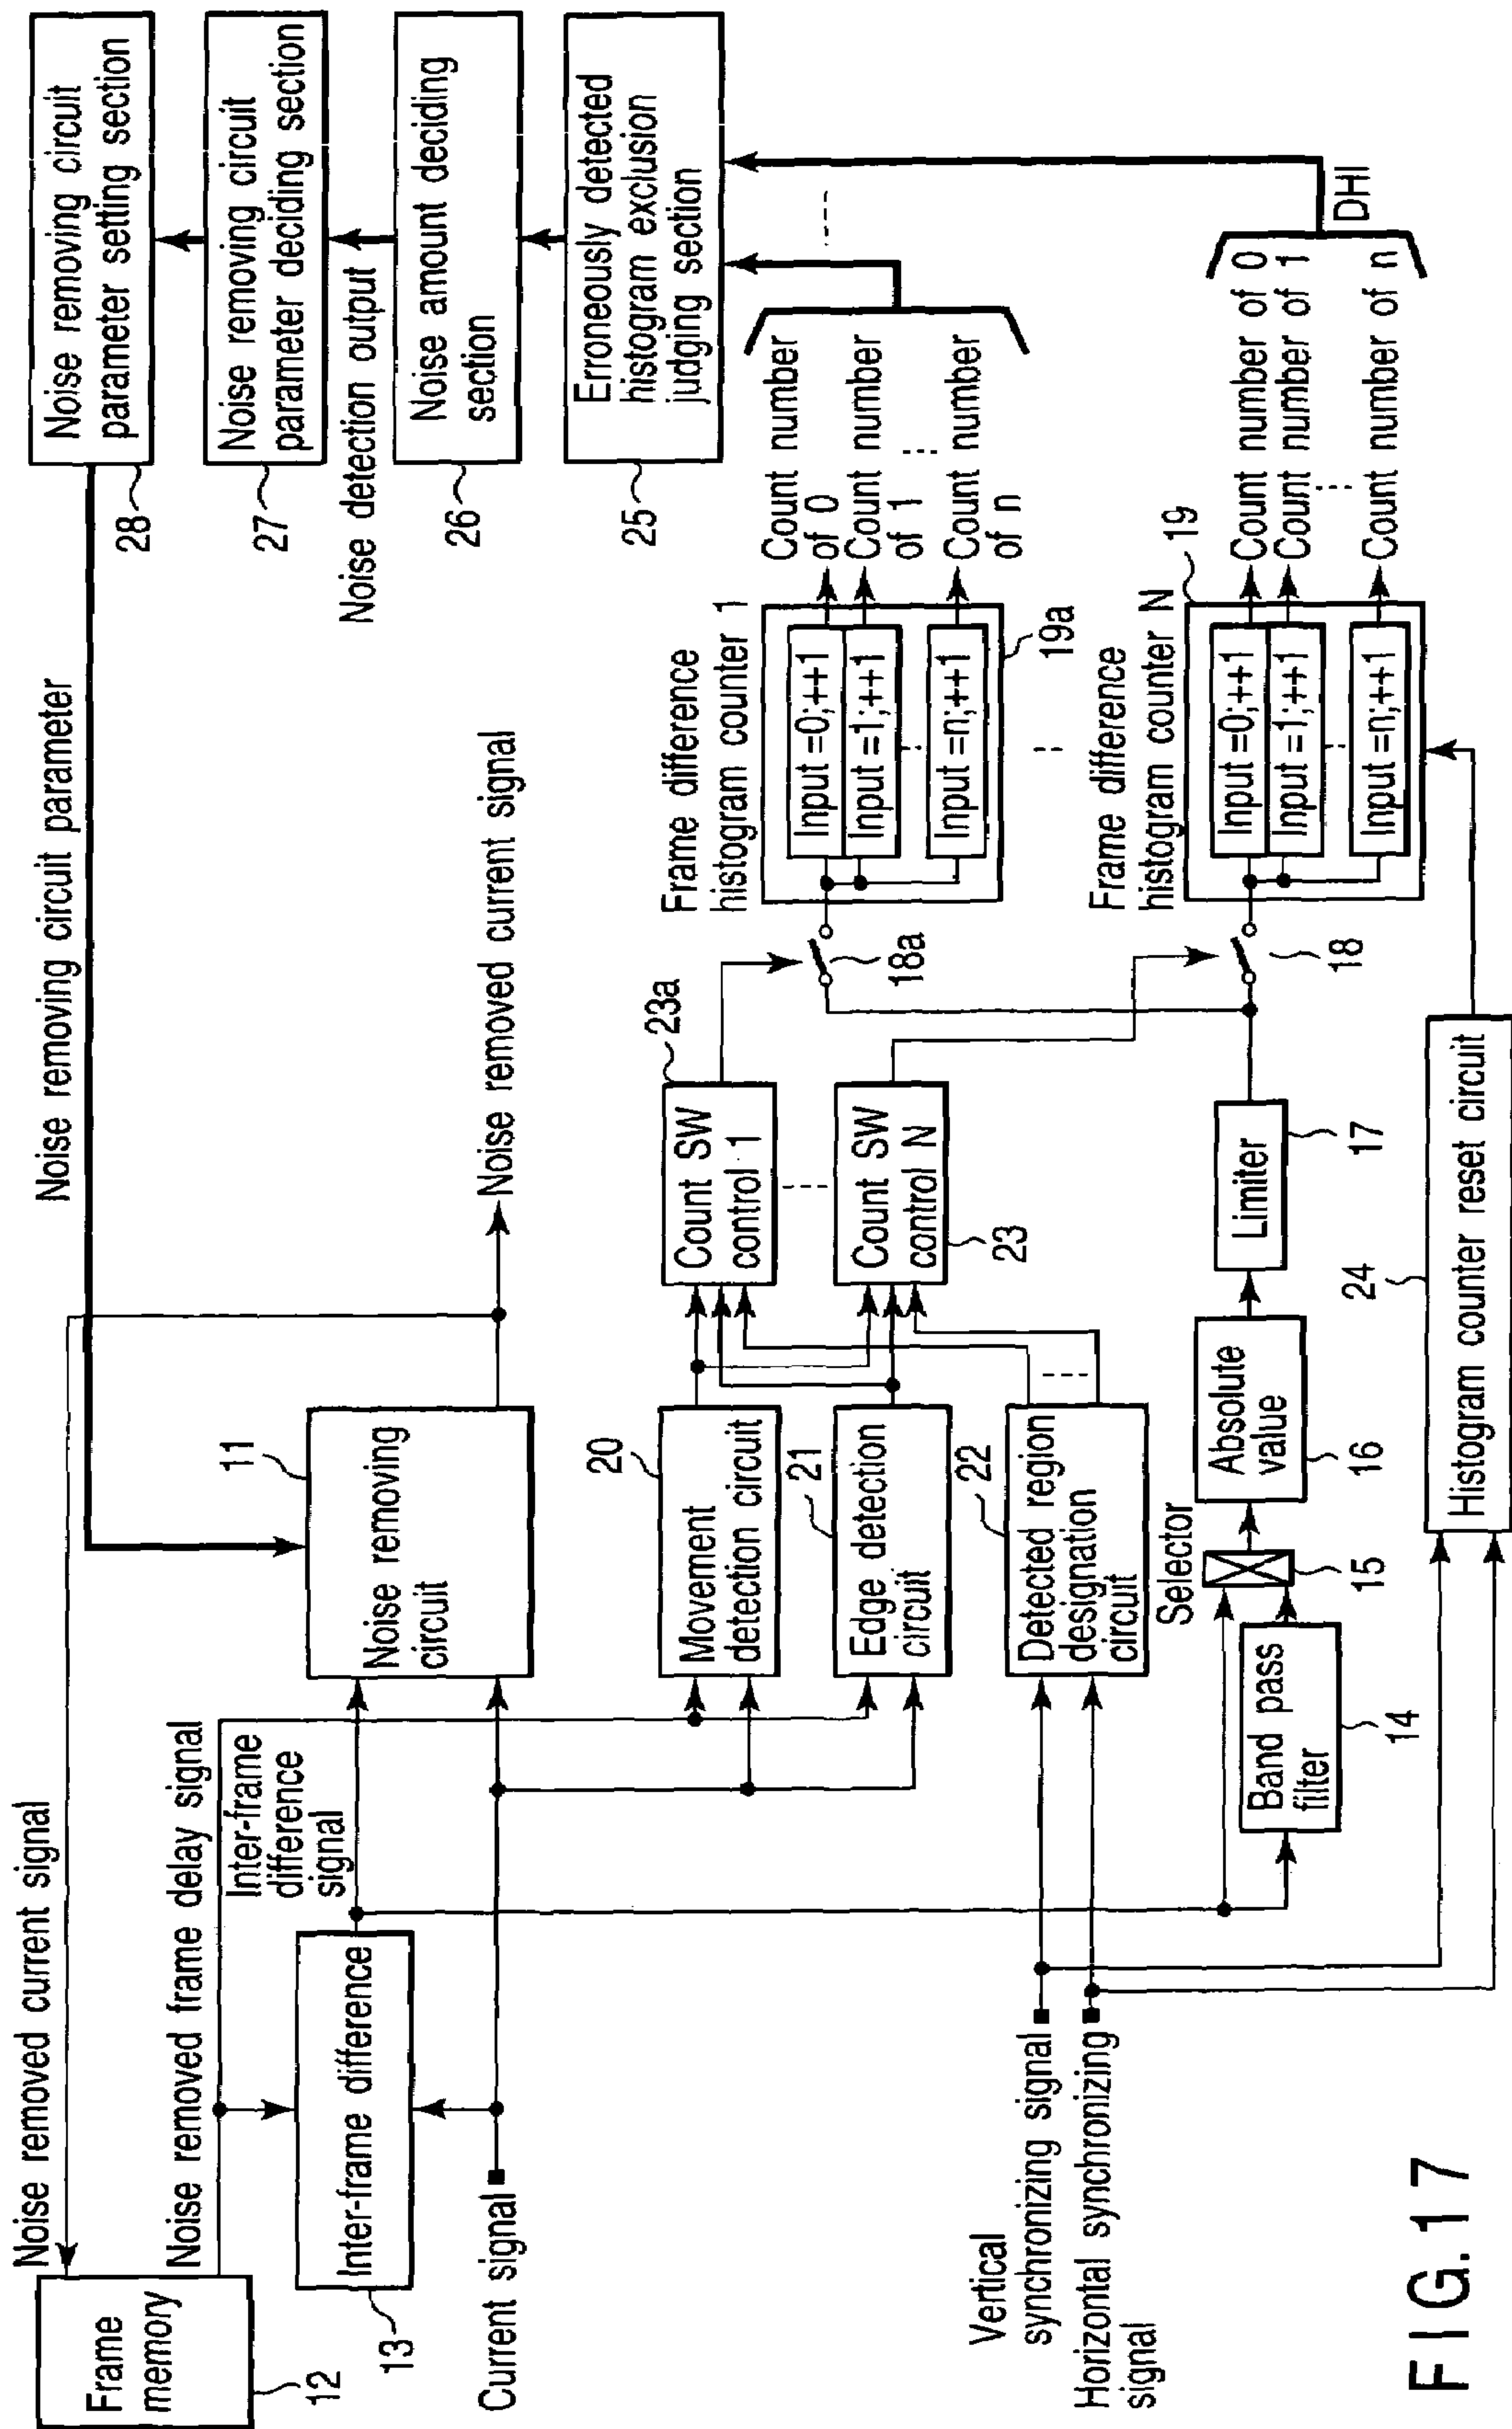 Noise removed current signal
Noise removing circuit parameter
Frame
memory
12
Noise removed frame delay signal
Inter-frame
difference
signal
Inter-frame difference
13
Current signal
Noise removing
circuit
11
Noise removed current signal
Noise removing circuit
parameter setting section
28
Noise removing circuit
parameter deciding section
27
Noise detection output
Noise amount deciding
section
26
Erroneously detected
histogram exclusion
judging section
25
Movement
detection circuit
20
Edge detection
circuit
21
Detected region
designation
circuit
22
Count SW
control 1
23a
Count SW
control N
23
18a
Frame difference
histogram counter 1
Input =0;++1
Input =1;++1
Input =n;++1
19a
Count number
of 0
Count number
of 1
Count number
of n
Vertical
synchronizing signal
Horizontal synchronizing
signal
Selector
15
Band pass
filter
14
Absolute
value
16
Limiter
17
18
Frame difference
histogram counter N
Input =0;++1
Input =1;++1
Input =n;++1
19
Count number of 0
Count number of 1
Count number of n
DHI
Histogram counter reset circuit
24
FIG.17